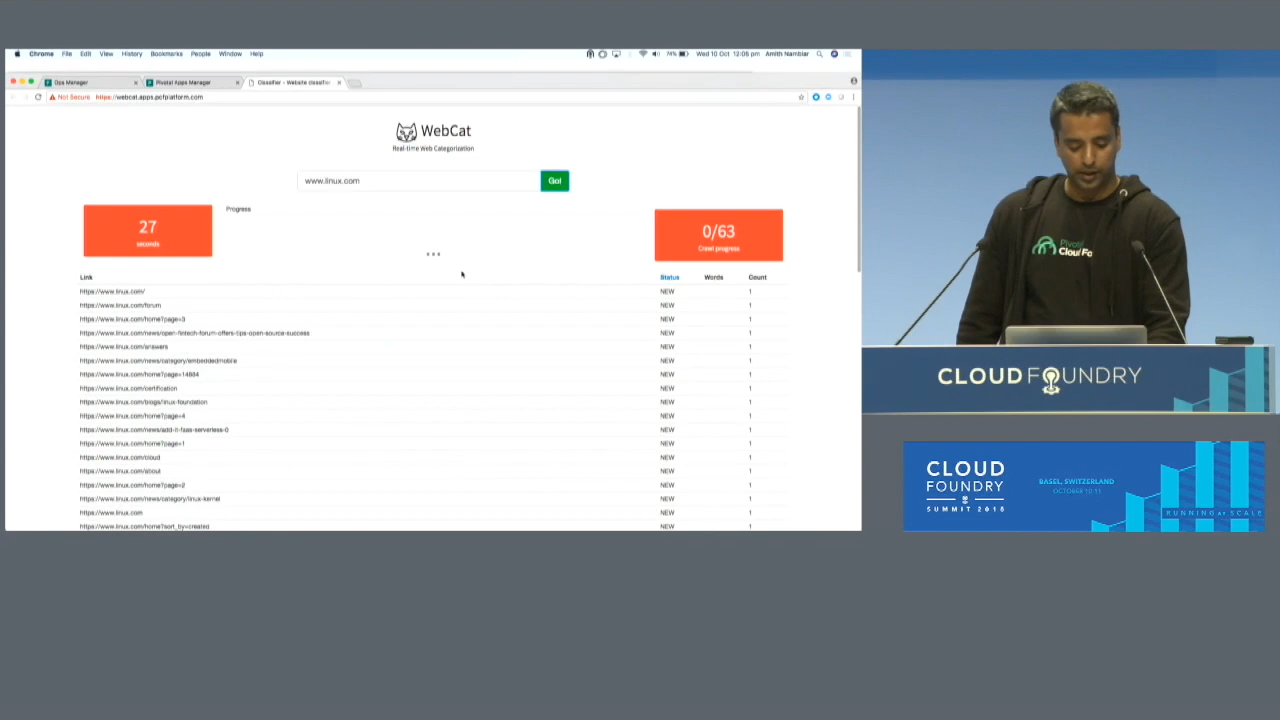 Chrome File Edit View History Bookmarks People Window Help
74% Wed 10 Oct 12:06 pm Amith Nambiar
Ops Manager
Pivotal Apps Manager
Classifier - Website classifier
Not Secure https://webcat.apps.pcfplatform.com
WebCat
Real-time Web Categorization
www.linux.com
Go!
27
seconds
Progress
0/63
Crawl progress
Link Status Words Count
https://www.linux.com/ NEW 1
https://www.linux.com/forum NEW 1
https://www.linux.com/home?page=3 NEW 1
https://www.linux.com/news/open-fintech-forum-offers-tips-open-source-success NEW 1
https://www.linux.com/answers NEW 1
https://www.linux.com/news/category/embeddedmobile NEW 1
https://www.linux.com/home?page=14884 NEW 1
https://www.linux.com/certification NEW 1
https://www.linux.com/blogs/linux-foundation NEW 1
https://www.linux.com/home?page=4 NEW 1
https://www.linux.com/news/add-it-faas-serverless-0 NEW 1
https://www.linux.com/home?page=1 NEW 1
https://www.linux.com/cloud NEW 1
https://www.linux.com/about NEW 1
https://www.linux.com/home?page=2 NEW 1
https://www.linux.com/news/category/linux-kernel NEW 1
https://www.linux.com NEW 1
https://www.linux.com/home?sort_by=created NEW 1
Pivotal
Cloud Fo
CLOUD FOUNDRY
CLOUD
FOUNDRY
SUMMIT 2018
BASEL, SWITZERLAND
OCTOBER 10-11
RUNNING AT SCALE